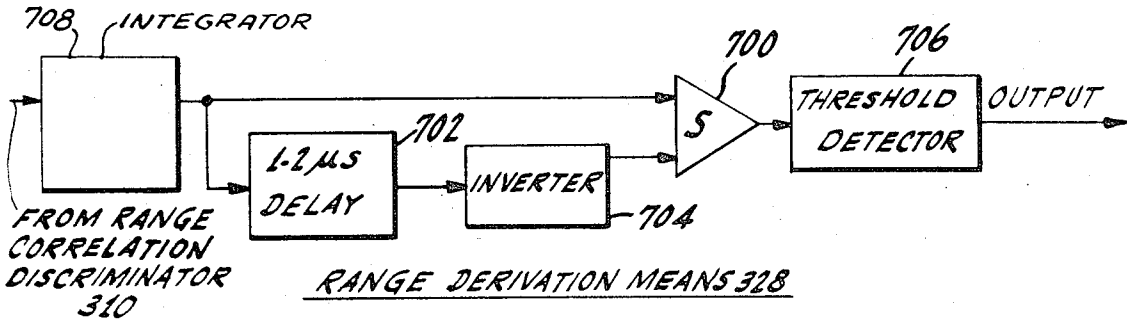 708 INTEGRATOR
700
706
S
THRESHOLD
DETECTOR
OUTPUT
702
1-2 μS
DELAY
INVERTER
704
FROM RANGE
CORRELATION
DISCRIMINATOR
310
RANGE DERIVATION MEANS 328